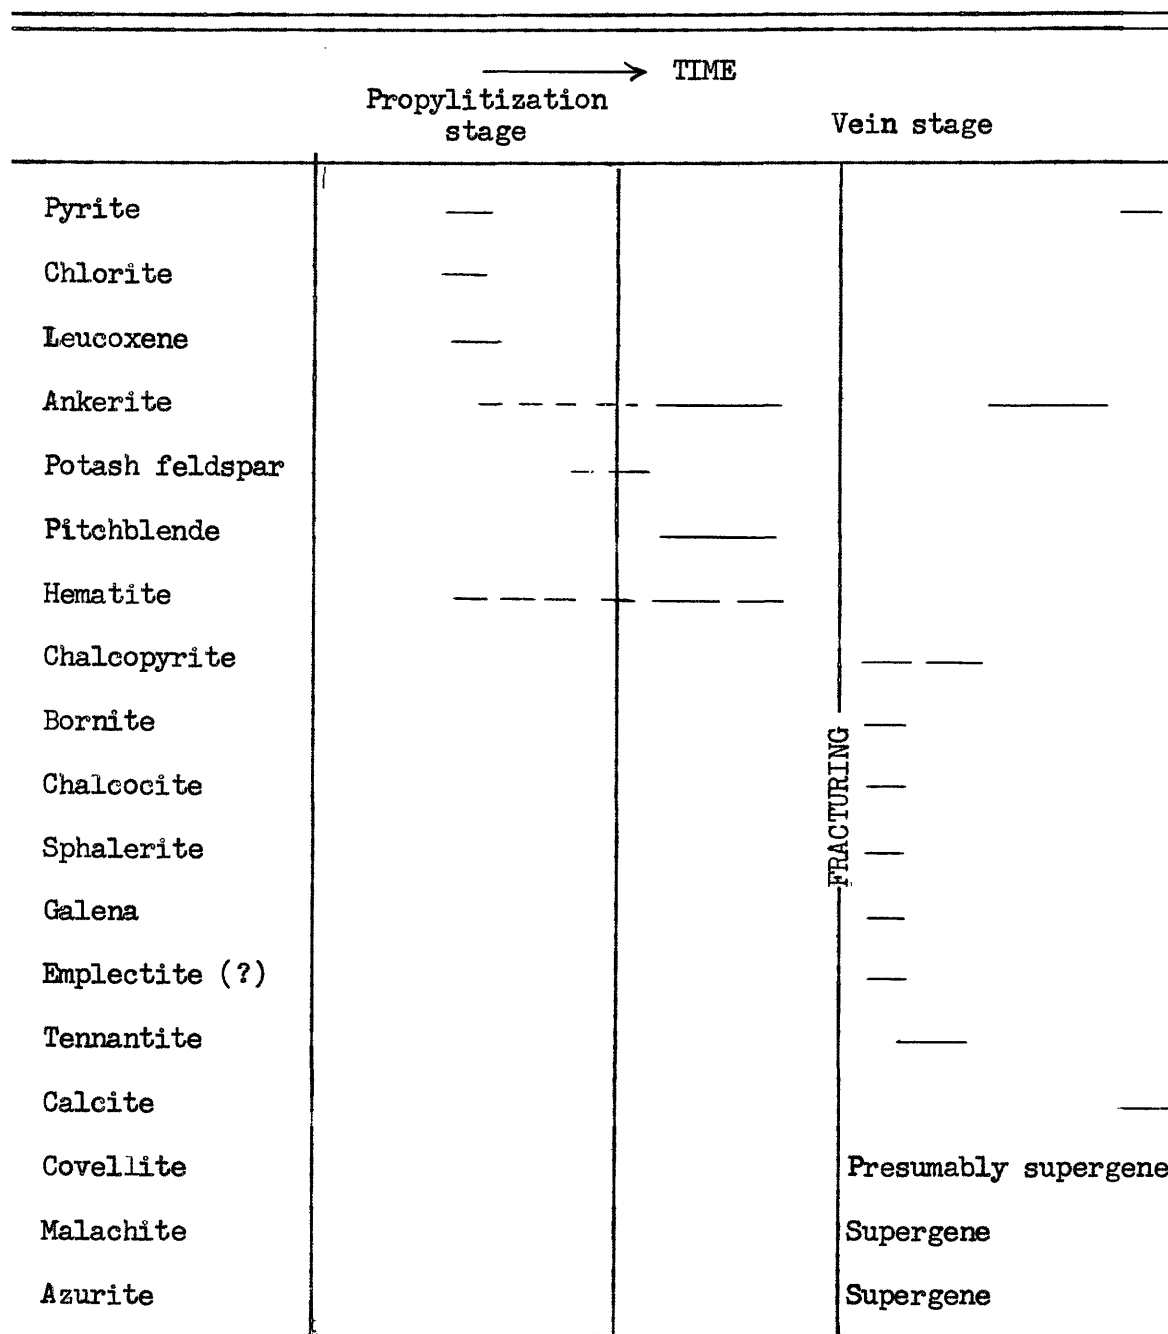 TIME
Propylitization
stage
Vein stage
Pyrite
Chlorite
Leucoxene
Ankerite
Potash feldspar
Pitchblende
Hematite
Chalcopyrite
Bornite
FRACTURING
Chalcocite
Sphalerite
Galena
Emplectite (?)
Tennantite
Calcite
Covellite Presumably supergene
Malachite Supergene
Azurite Supergene